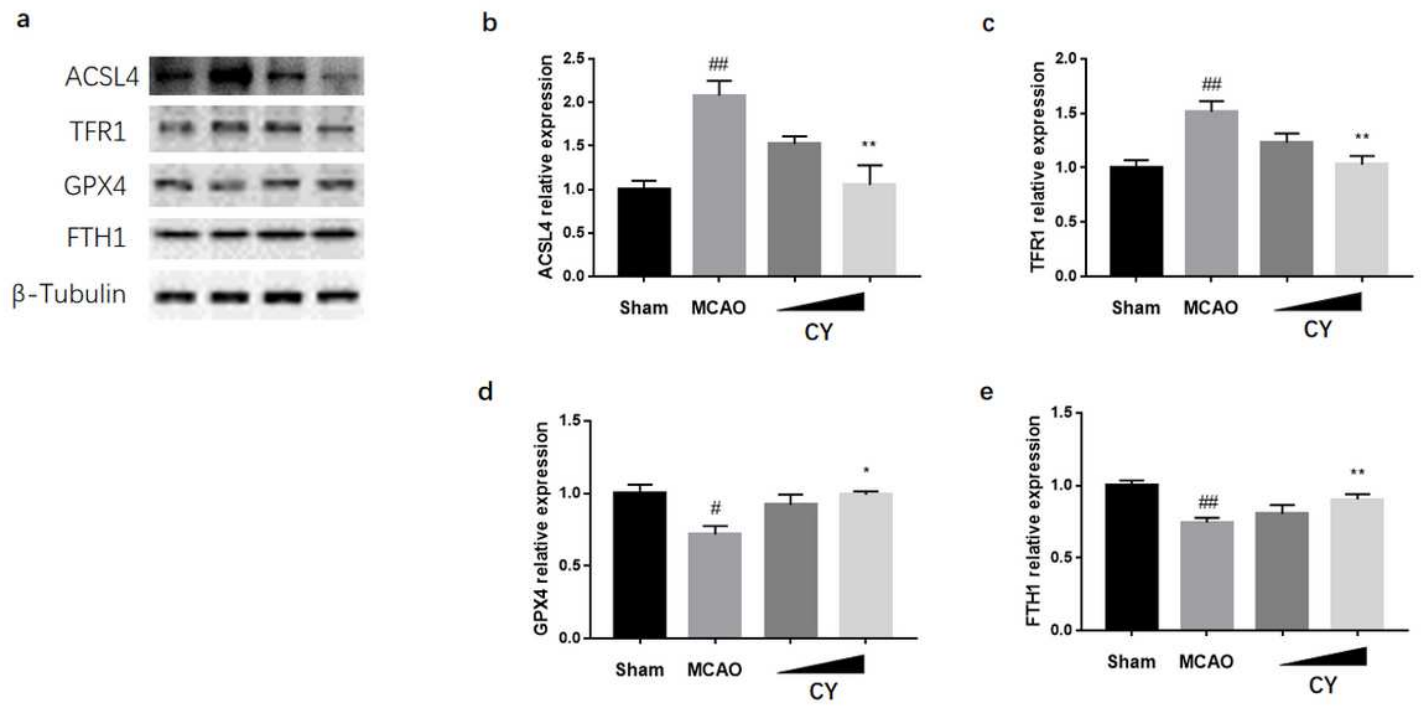 a
ACSL4
TFR1
GPX4
FTH1
β-Tubulin
b
ACSL4 relative expression
2.5
2.0
1.5
1.0
0.5
0.0
##
**
Sham MCAO
CY
c
TFR1 relative expression
2.0
1.5
1.0
0.5
0.0
##
**
Sham MCAO
CY
d
GPX4 relative expression
1.5
1.0
0.5
0.0
#
*
Sham MCAO
CY
e
FTH1 relative expression
1.5
1.0
0.5
0.0
##
**
Sham MCAO
CY